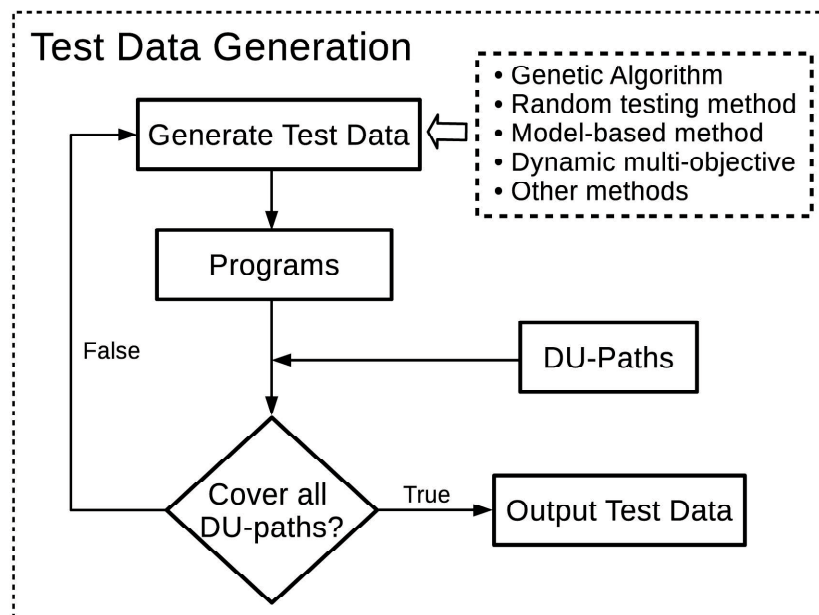 Test Data Generation
• Genetic Algorithm
• Random testing method
• Model-based method
• Dynamic multi-objective
• Other methods
Generate Test Data
Programs
False
DU-Paths
Cover all
DU-paths?
True
Output Test Data